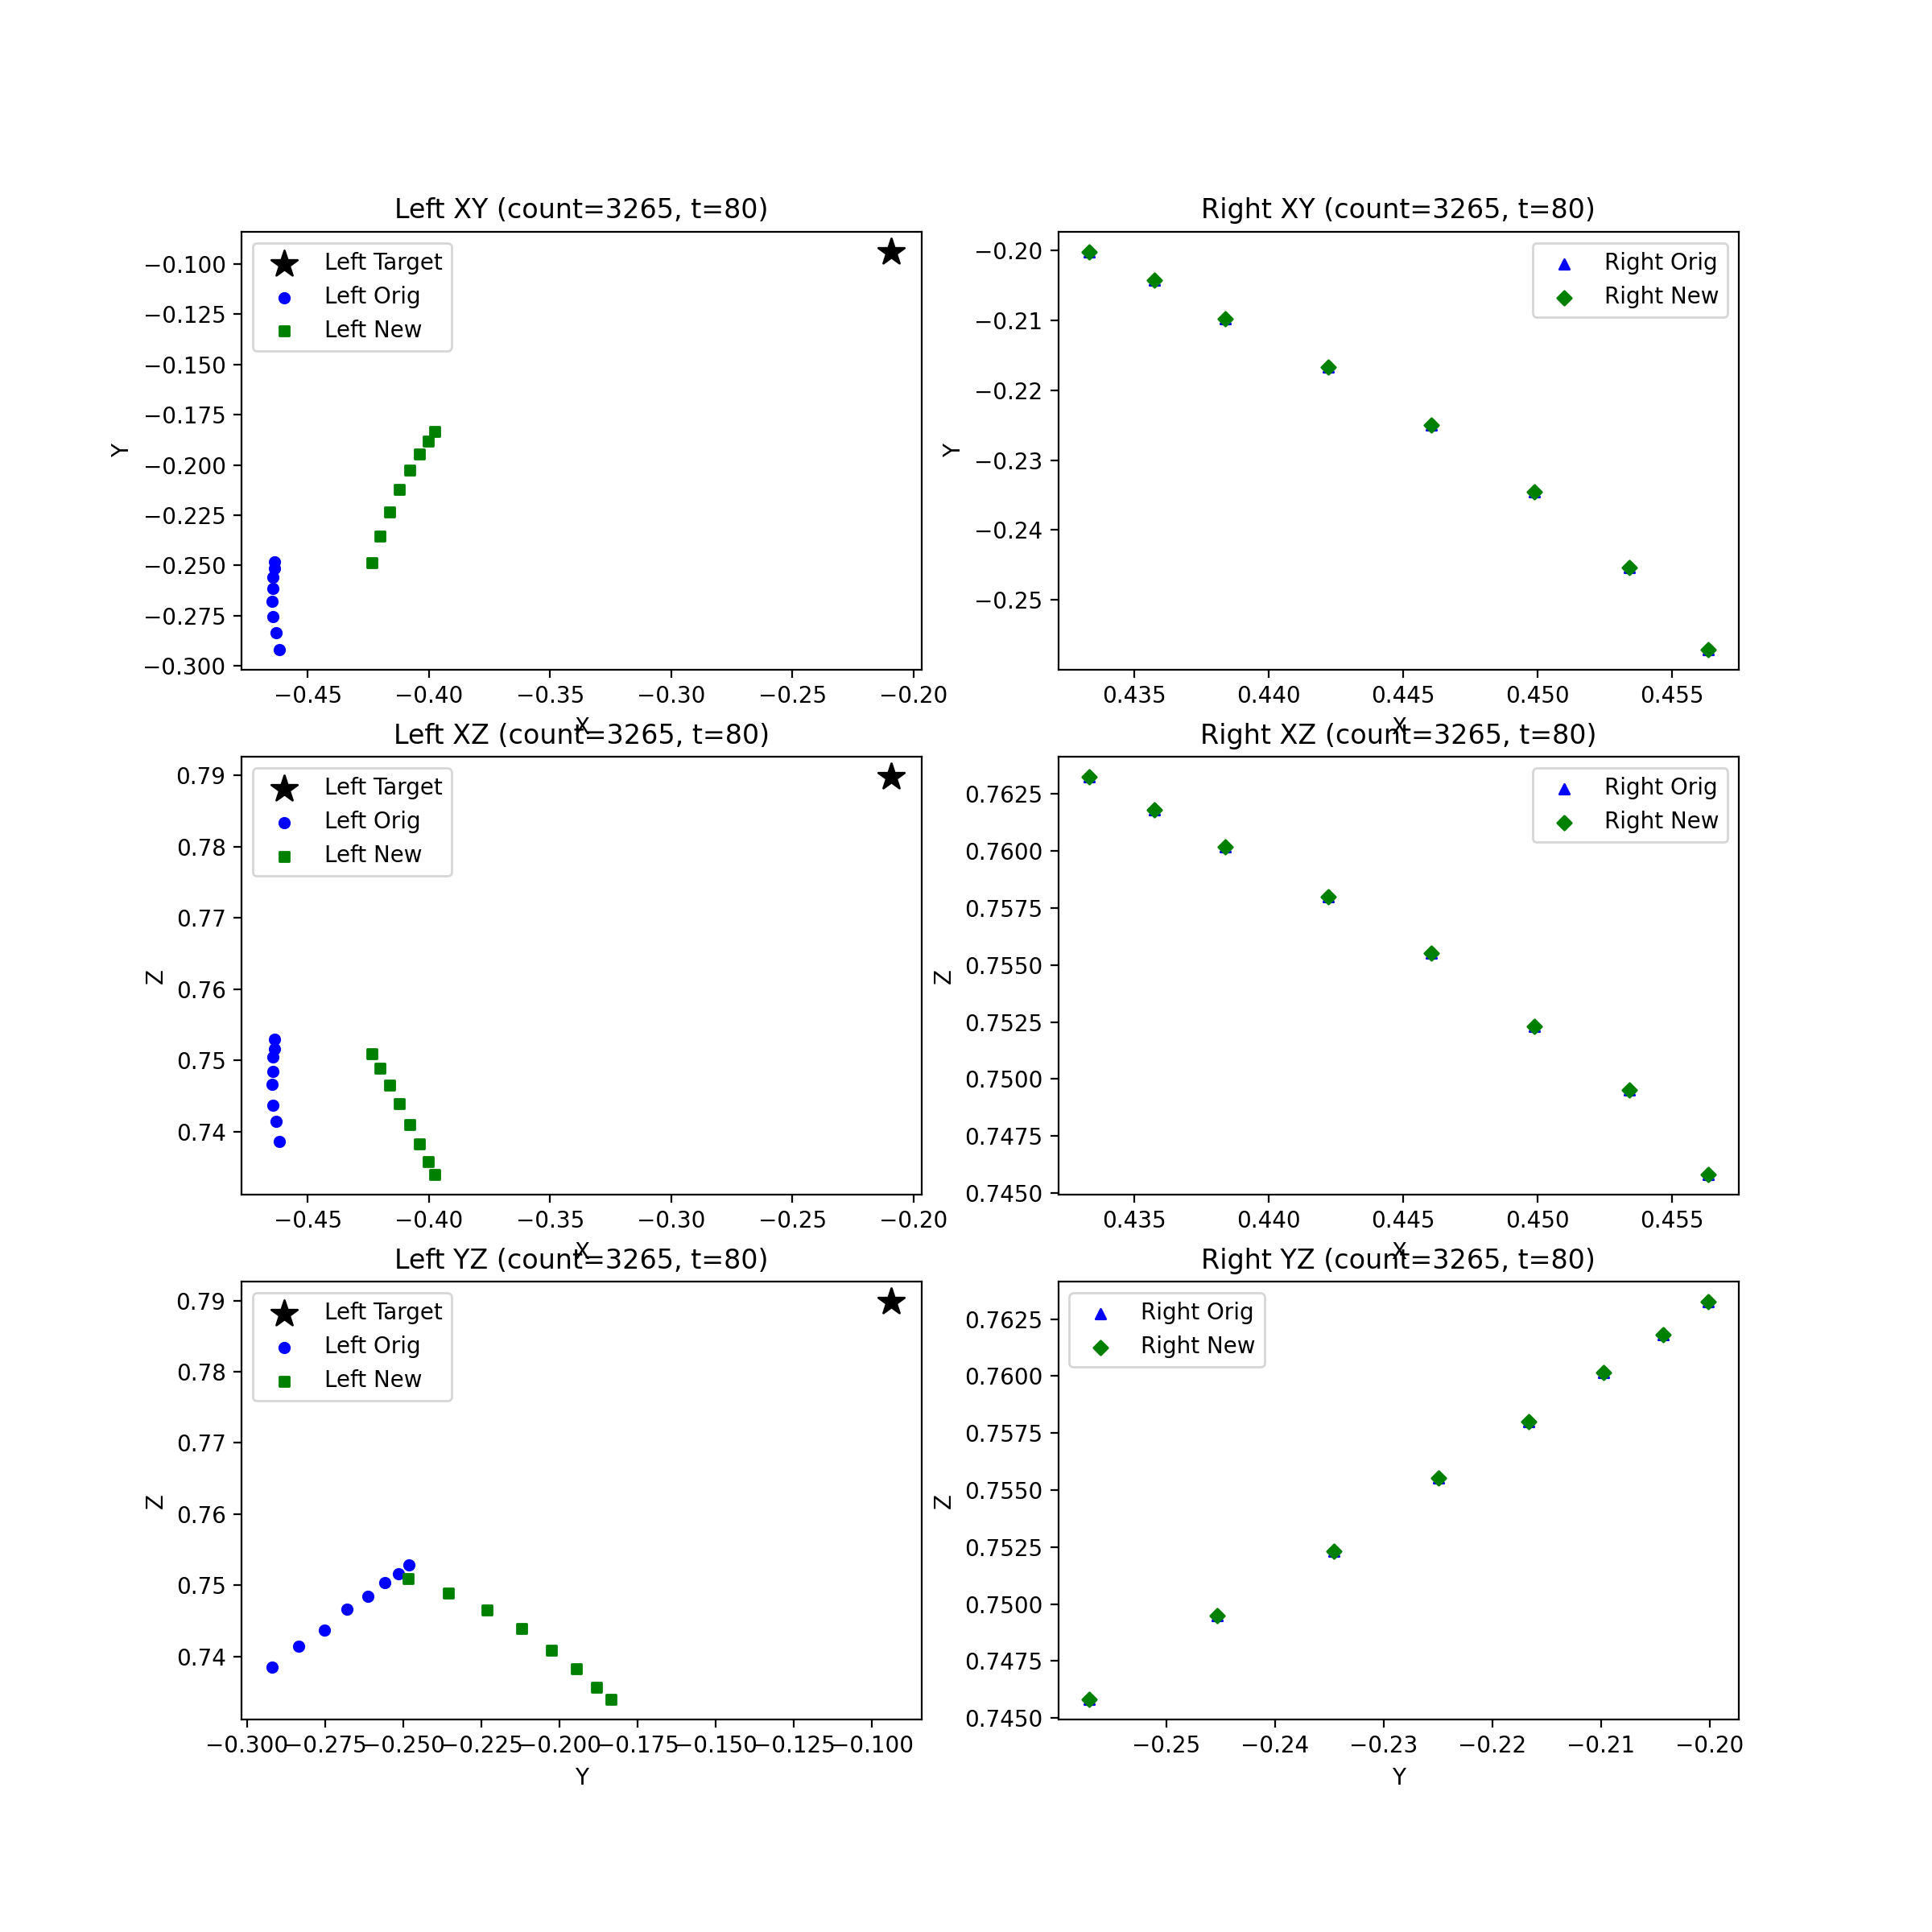 Left XY (count=3265, t=80)
Left Target
Left Orig
Left New
Y
−0.100
−0.125
−0.150
−0.175
−0.200
−0.225
−0.250
−0.275
−0.300
−0.45 −0.40 −0.35 −0.30 −0.25 −0.20
X
Right XY (count=3265, t=80)
Right Orig
Right New
Y
−0.20
−0.21
−0.22
−0.23
−0.24
−0.25
0.435 0.440 0.445 0.450 0.455
X
Left XZ (count=3265, t=80)
Left Target
Left Orig
Left New
Z
0.79
0.78
0.77
0.76
0.75
0.74
−0.45 −0.40 −0.35 −0.30 −0.25 −0.20
X
Right XZ (count=3265, t=80)
Right Orig
Right New
Z
0.7625
0.7600
0.7575
0.7550
0.7525
0.7500
0.7475
0.7450
0.435 0.440 0.445 0.450 0.455
X
Left YZ (count=3265, t=80)
Left Target
Left Orig
Left New
Z
0.79
0.78
0.77
0.76
0.75
0.74
−0.300 −0.275 −0.250 −0.225 −0.200 −0.175 −0.150 −0.125 −0.100
Y
Right YZ (count=3265, t=80)
Right Orig
Right New
Z
0.7625
0.7600
0.7575
0.7550
0.7525
0.7500
0.7475
0.7450
−0.25 −0.24 −0.23 −0.22 −0.21 −0.20
Y